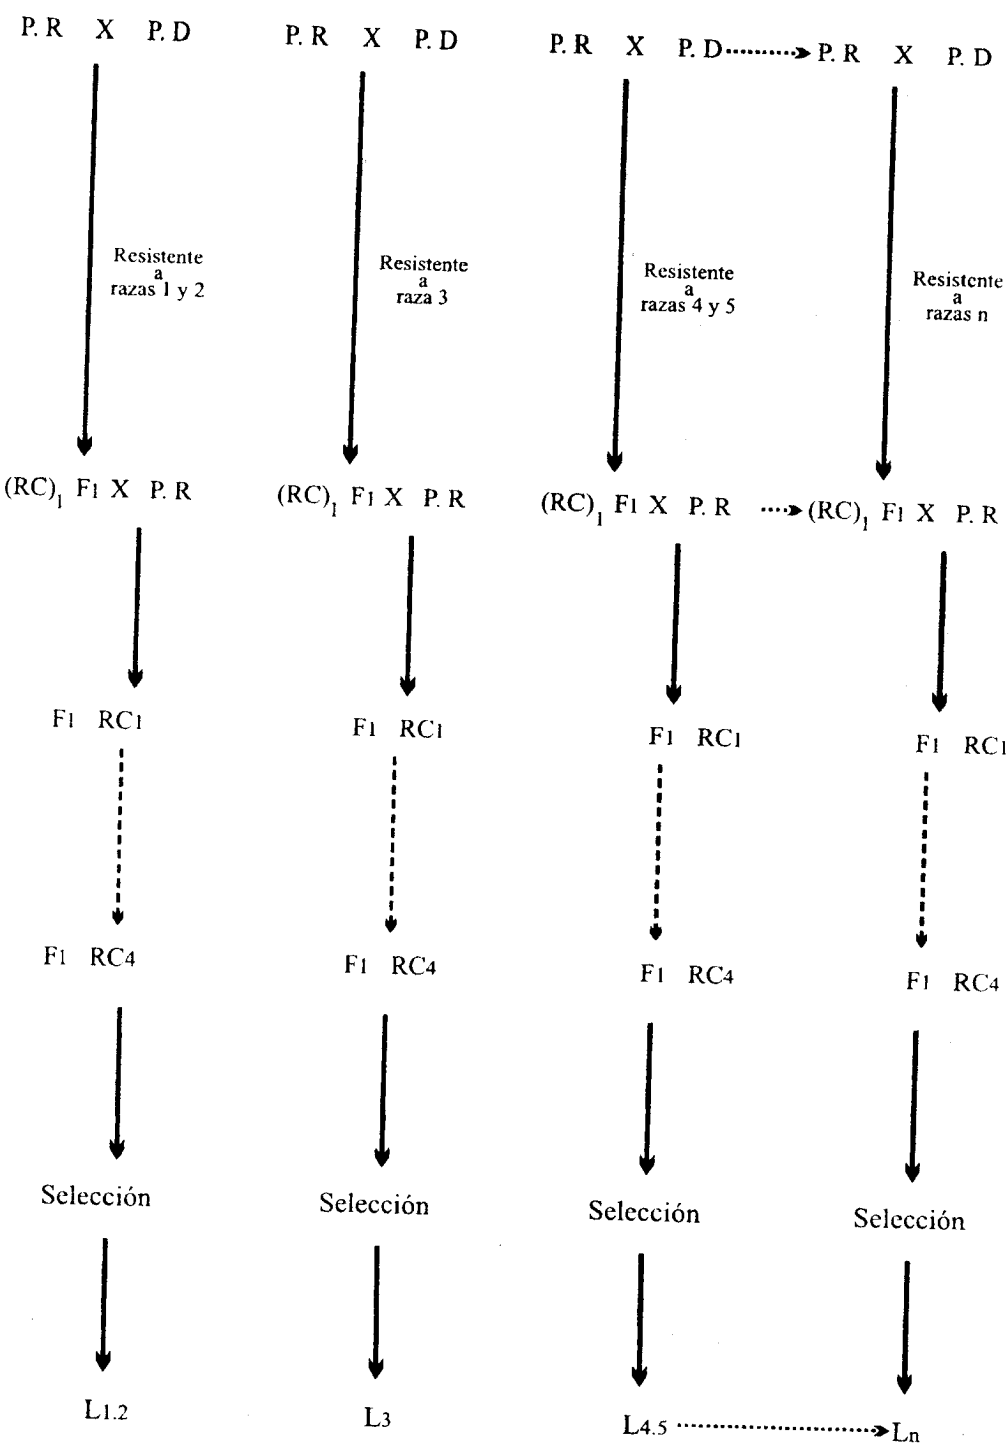 P. R X P. D
P. R X P. D
P. R X P. D
P. R X P. D
Resistente
a
razas 1 y 2
Resistente
a
raza 3
Resistente
a
razas 4 y 5
Resistente
a
razas n
(RC)1 F1 X P. R
(RC)1 F1 X P. R
(RC)1 F1 X P. R
(RC)1 F1 X P. R
F1 RC1
F1 RC1
F1 RC1
F1 RC1
F1 RC4
F1 RC4
F1 RC4
F1 RC4
Selección
Selección
Selección
Selección
L1.2
L3
L4.5
Ln